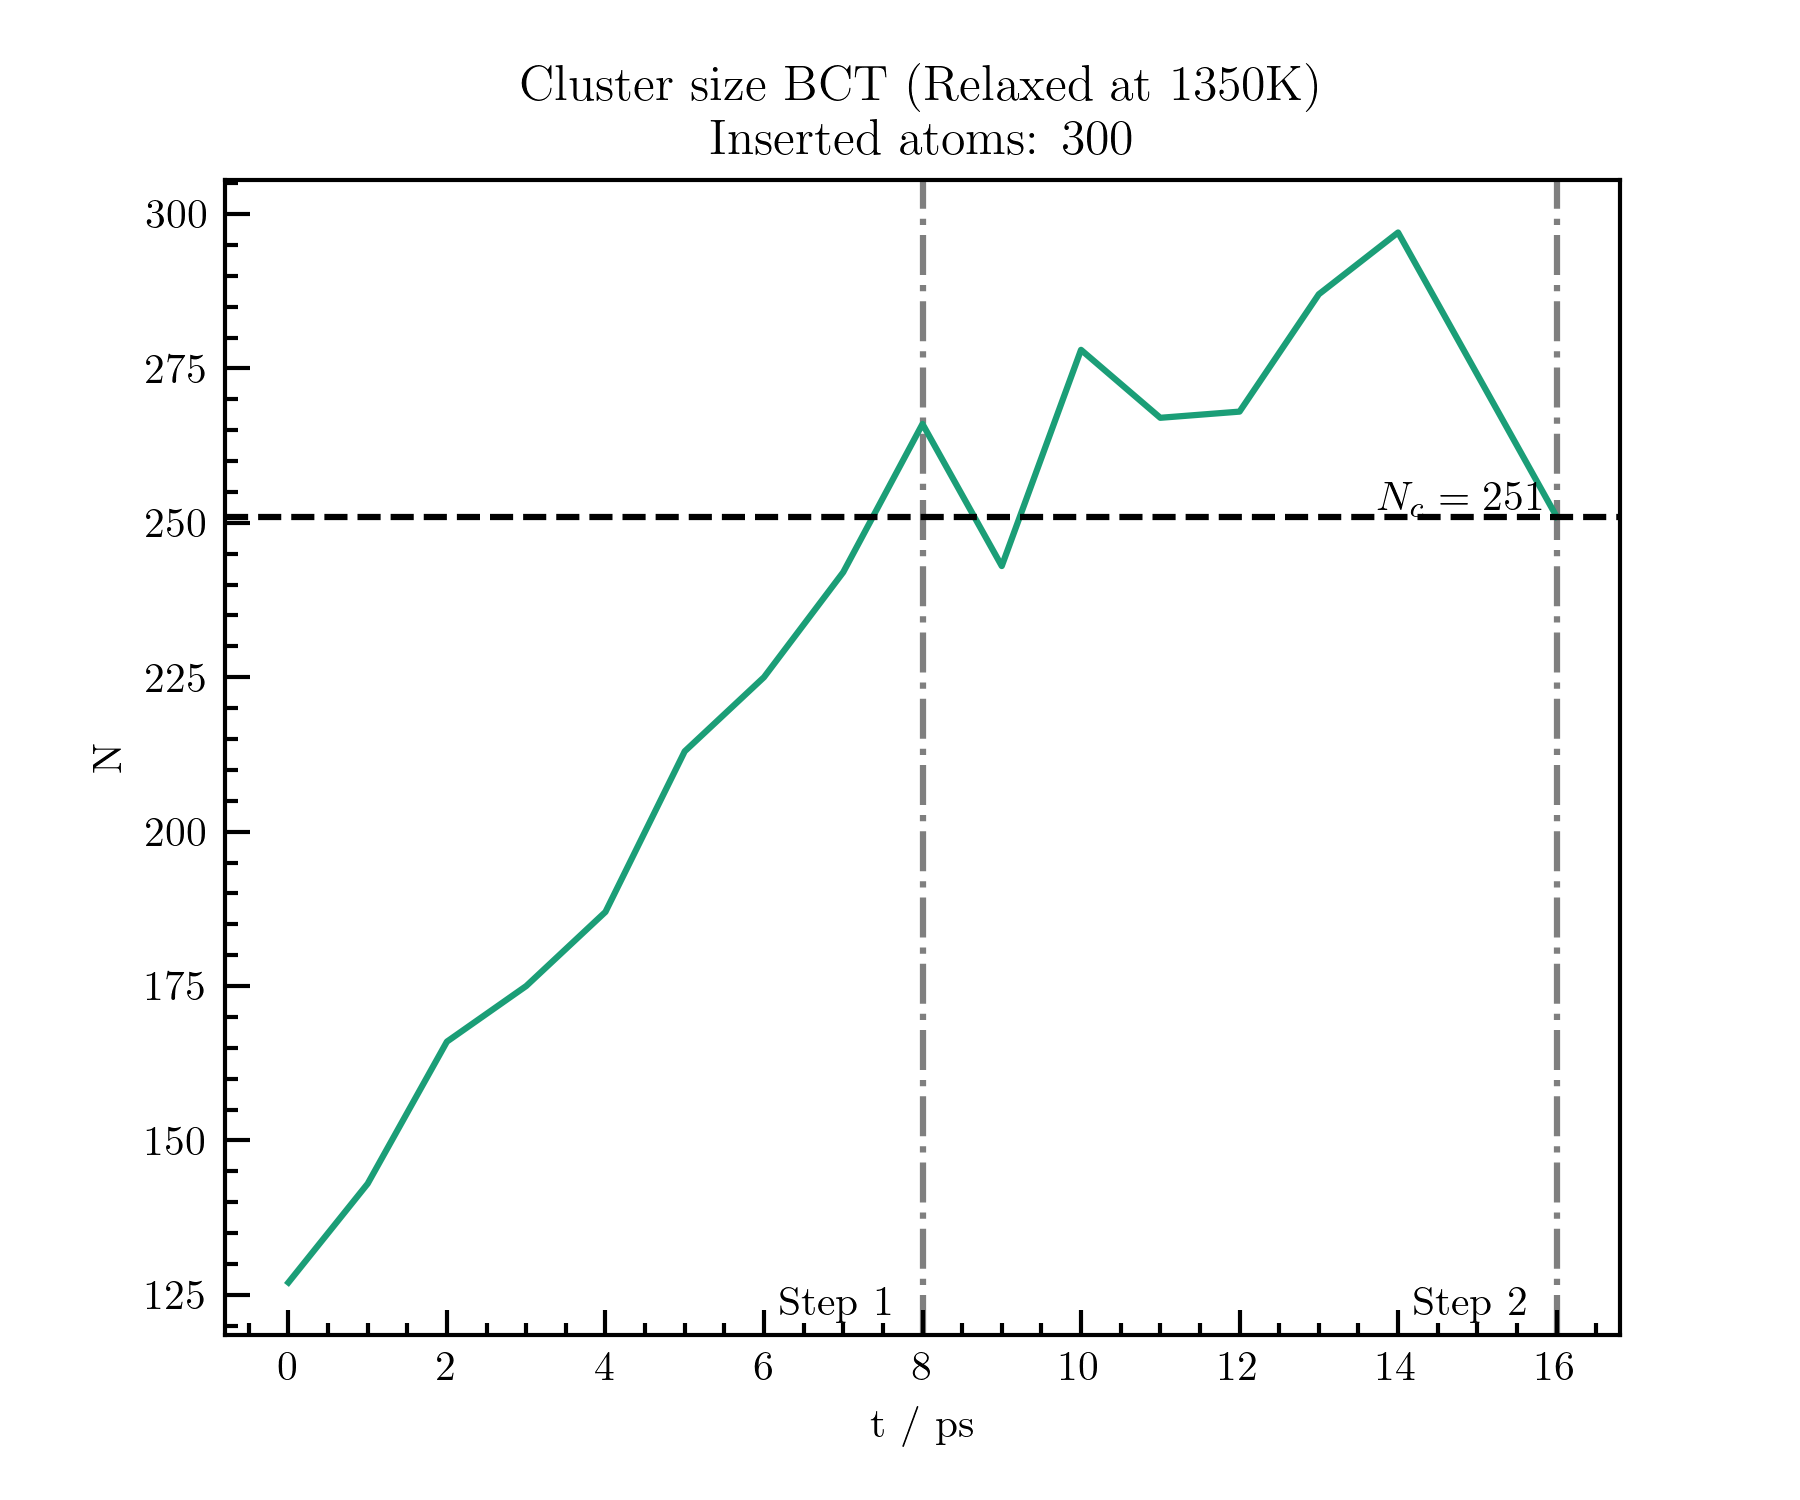 Cluster size BCT (Relaxed at 1350K)
Inserted atoms: 300
300
275
250
225
200
175
150
125
N
N_c = 251
Step 1
Step 2
0 2 4 6 8 10 12 14 16
t / ps